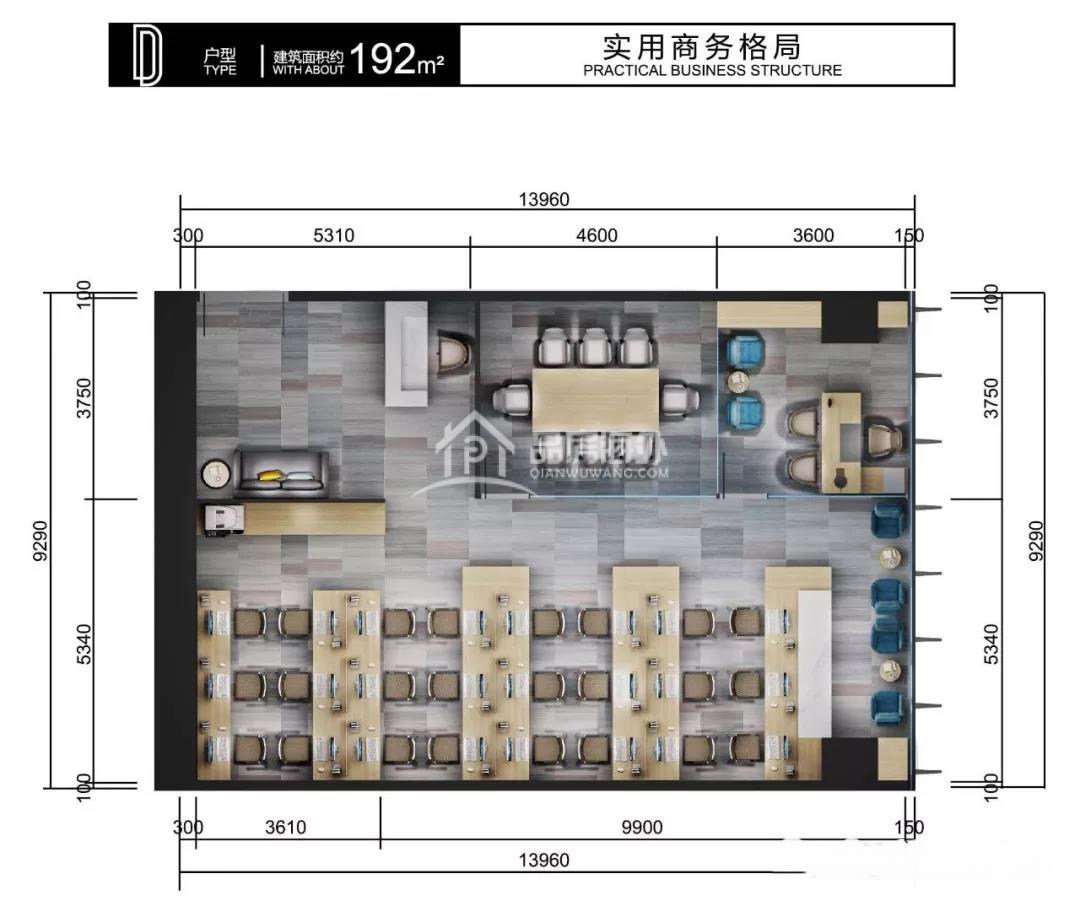 D 户型 TYPE
建筑面积约 WITH ABOUT 192m²
实用商务格局
PRACTICAL BUSINESS STRUCTURE
13960
300 5310 4600 3600 150
100 100
3750 3750
QIANWUWANG.COM
9290 9290
5340 5340
100 100
300 3610 9900 150
13960